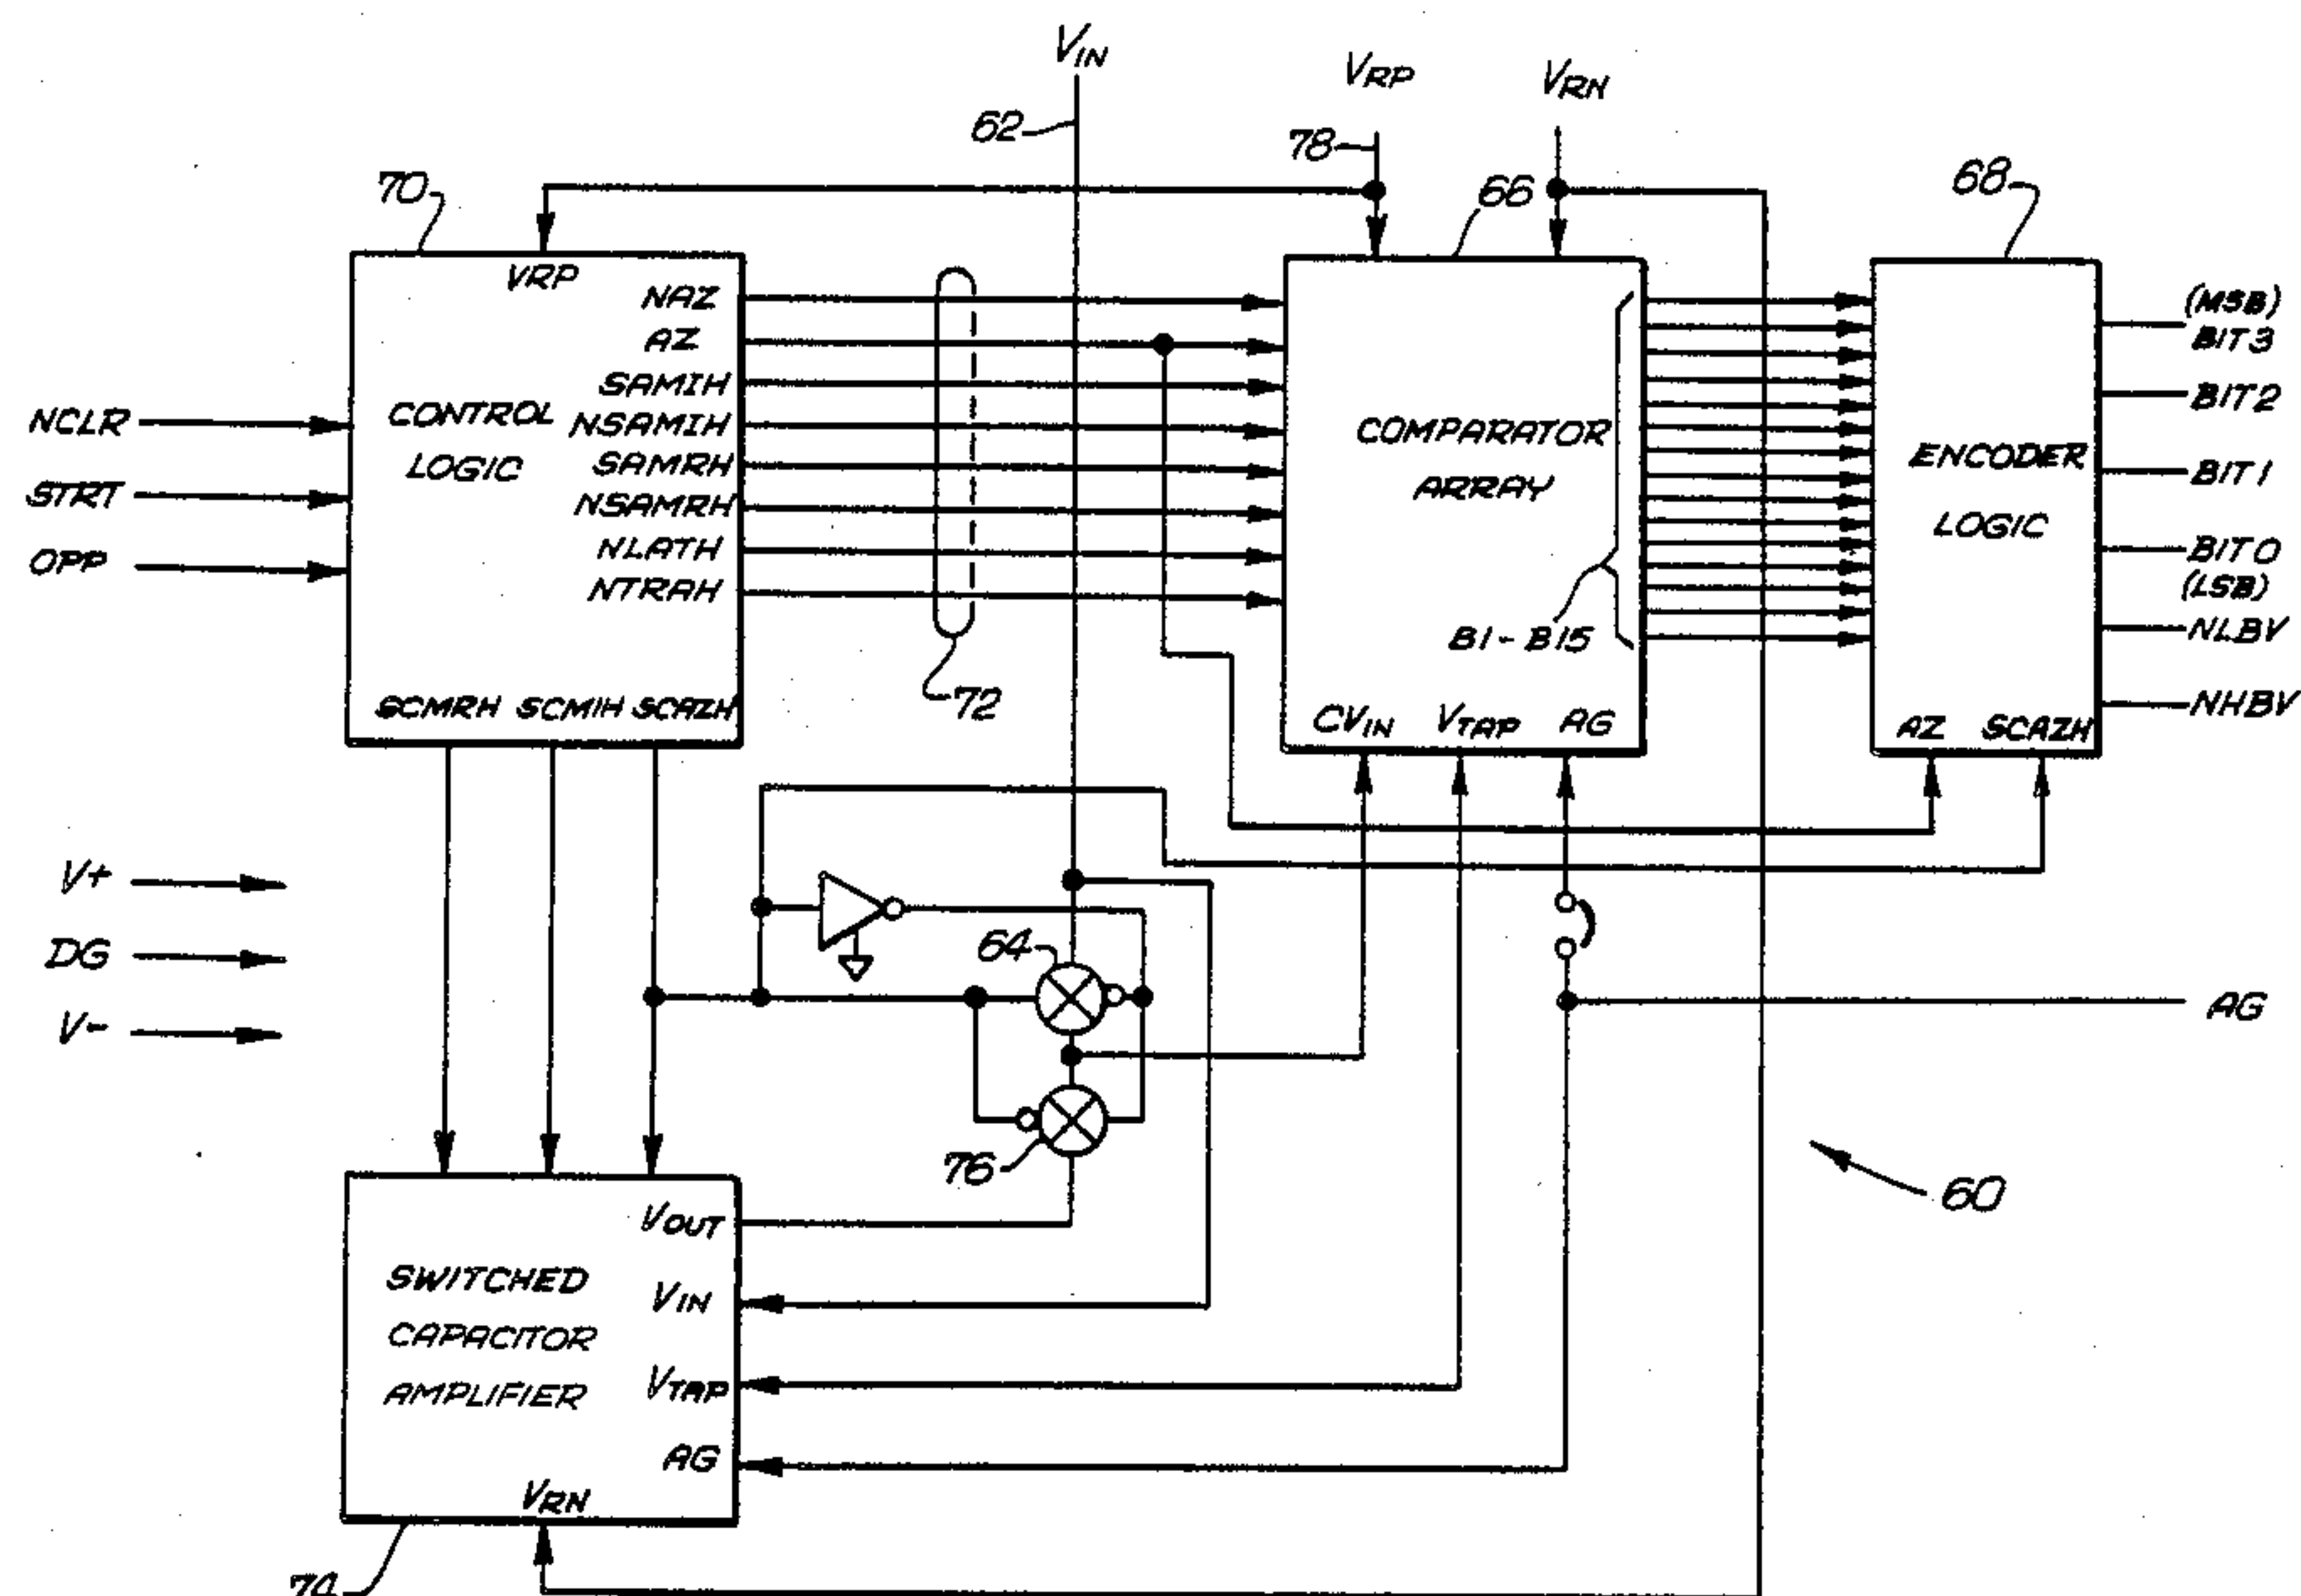 VIN
VRP
VRN
62
78
70
66
68
VRP
NAZ
AZ
SAMIH
NSAMIH
SAMRH
NSAMRH
NLATH
NTRAH
CONTROL
LOGIC
NCLR
STRT
OPP
SCMRH SCMIH SCAZH
72
COMPARATOR
ARRAY
B1-B15
CVIN VTAP AG
ENCODER
LOGIC
AZ SCAZH
(MSB)
BIT3
BIT2
BIT1
BIT0
(LSB)
NLBV
NHBV
V+
DG
V-
64
76
AG
60
VOUT
VIN
VTAP
AG
SWITCHED
CAPACITOR
AMPLIFIER
VRN
74